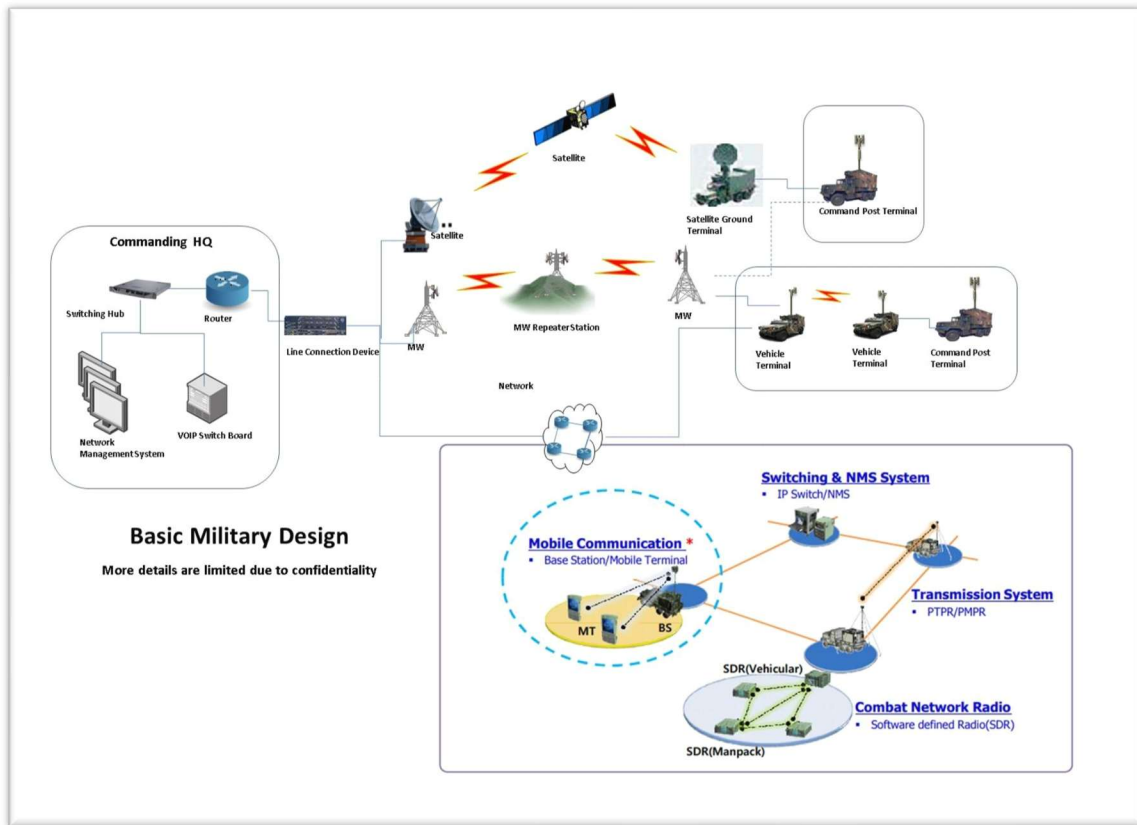 Satellite
Satellite Ground
Terminal
Command Post Terminal
Commanding HQ
Satellite
Switching Hub
Router
Line Connection Device
MW
MW Repeater Station
MW
Vehicle
Terminal
Vehicle
Terminal
Command Post
Terminal
Network
Management System
VOIP Switch Board
Network
Basic Military Design
More details are limited due to confidentiality
Switching & NMS System
▪ IP Switch/NMS
Mobile Communication *
▪ Base Station/Mobile Terminal
MT
BS
Transmission System
▪ PTPR/PMPR
SDR(Vehicular)
Combat Network Radio
▪ Software defined Radio(SDR)
SDR(Manpack)